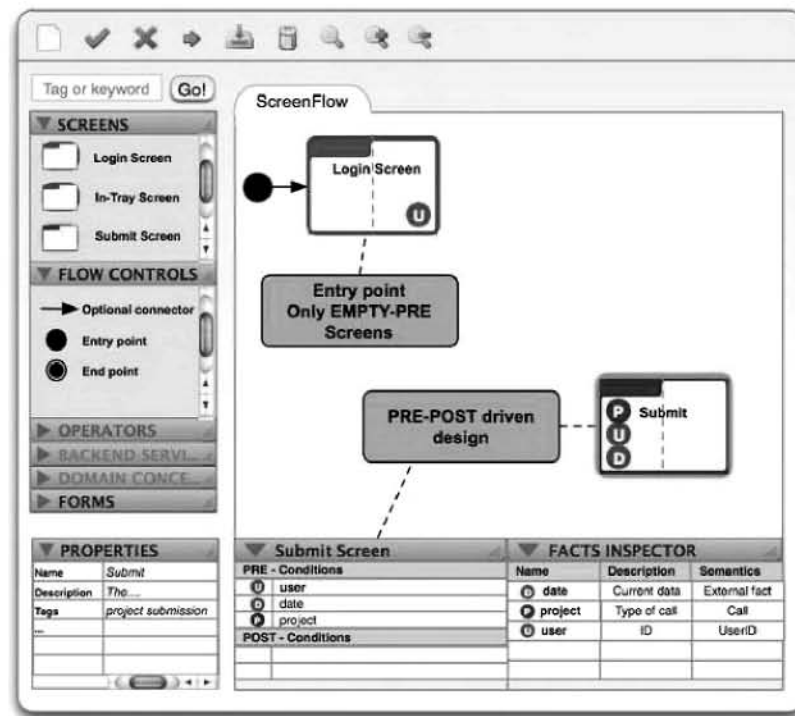 Tag or keyword Go!
ScreenFlow
SCREENS
Login Screen
In-Tray Screen
Submit Screen
FLOW CONTROLS
Optional connector
Entry point
End point
OPERATORS
BACKEND SERVI...
DOMAIN CONCE...
FORMS
Login Screen
U
Entry point
Only EMPTY-PRE
Screens
PRE-POST driven
design
P Submit
U
D
PROPERTIES
Name Submit
Description The....
Tags project submission
...
Submit Screen
PRE - Conditions
U user
D date
P project
POST - Conditions
FACTS INSPECTOR
Name Description Semantics
date Current data External fact
P project Type of call Call
U user ID UserID